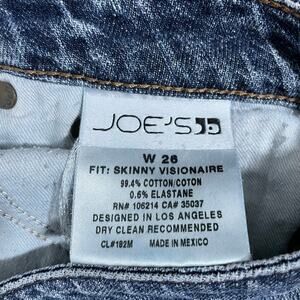 JOE'S
W 26
FIT: SKINNY VISIONAIRE
99.4% COTTON/COTON
0.6% ELASTANE
RN# 106214 CA# 35037
DESIGNED IN LOS ANGELES
DRY CLEAN RECOMMENDED
CL#192M MADE IN MEXICO